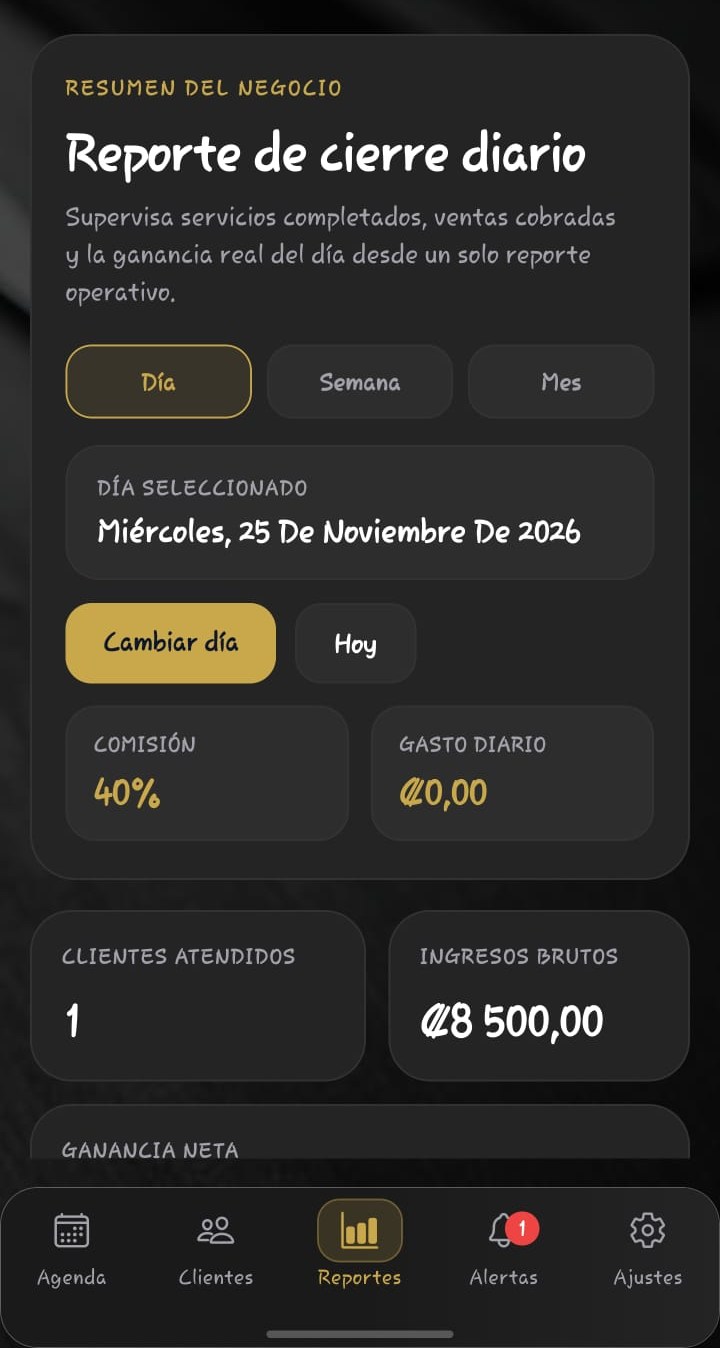 RESUMEN DEL NEGOCIO
Reporte de cierre diario
Supervisa servicios completados, ventas cobradas
y la ganancia real del día desde un solo reporte
operativo.
Día
Semana
Mes
DÍA SELECCIONADO
Miércoles, 25 De Noviembre De 2026
Cambiar día
Hoy
COMISIÓN
40%
GASTO DIARIO
₡0,00
CLIENTES ATENDIDOS
1
INGRESOS BRUTOS
₡8 500,00
GANANCIA NETA
1
Agenda
Clientes
Reportes
Alertas
Ajustes